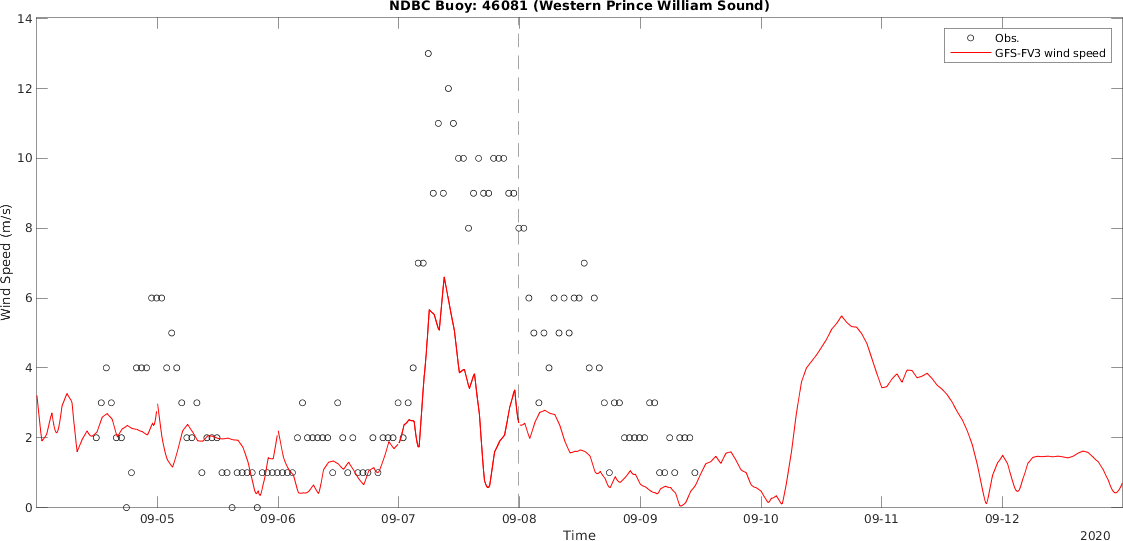 NDBC Buoy: 46081 (Western Prince William Sound)
14
12
10
8
6
4
2
0
Wind Speed (m/s)
Obs.
GFS-FV3 wind speed
09-05 09-06 09-07 09-08 09-09 09-10 09-11 09-12
Time
2020